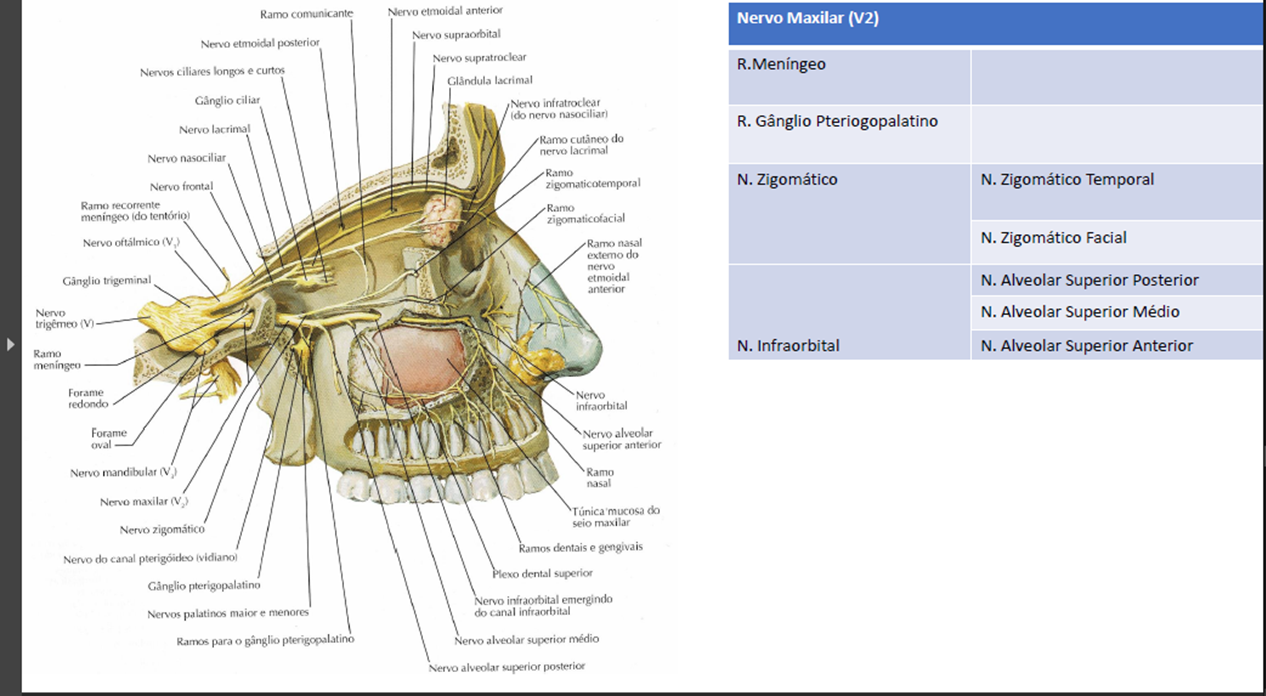 Ramo comunicante
Nervo etmoidal anterior
Nervo etmoidal posterior
Nervo supraorbital
Nervo supratroclear
Nervos ciliares longos e curtos
Glândula lacrimal
Gânglio ciliar
Nervo infratroclear
(do nervo nasociliar)
Nervo lacrimal
Ramo cutâneo do
nervo lacrimal
Nervo nasociliar
Ramo
zigomaticotemporal
Nervo frontal
Ramo
zigomaticofacial
Ramo recorrente
meníngeo (do tentório)
Nervo oftálmico (V1)
Ramo nasal
externo do
nervo
etmoidal
anterior
Gânglio trigeminal
Nervo
trigêmeo (V)
Ramo
meníngeo
Forame
redondo
Forame
oval
Nervo mandibular (V3)
Nervo maxilar (V2)
Nervo zigomático
Nervo do canal pterigóideo (vidiano)
Gânglio pterigopalatino
Nervos palatinos maior e menores
Ramos para o gânglio pterigopalatino
Nervo
infraorbital
Nervo alveolar
superior anterior
Ramo
nasal
Túnica mucosa do
seio maxilar
Ramos dentais e gengivais
Plexo dental superior
Nervo infraorbital emergindo
do canal infraorbital
Nervo alveolar superior médio
Nervo alveolar superior posterior
Nervo Maxilar (V2)
R.Meníngeo
R. Gânglio Pteriogopalatino
N. Zigomático
N. Zigomático Temporal
N. Zigomático Facial
N. Alveolar Superior Posterior
N. Alveolar Superior Médio
N. Infraorbital
N. Alveolar Superior Anterior